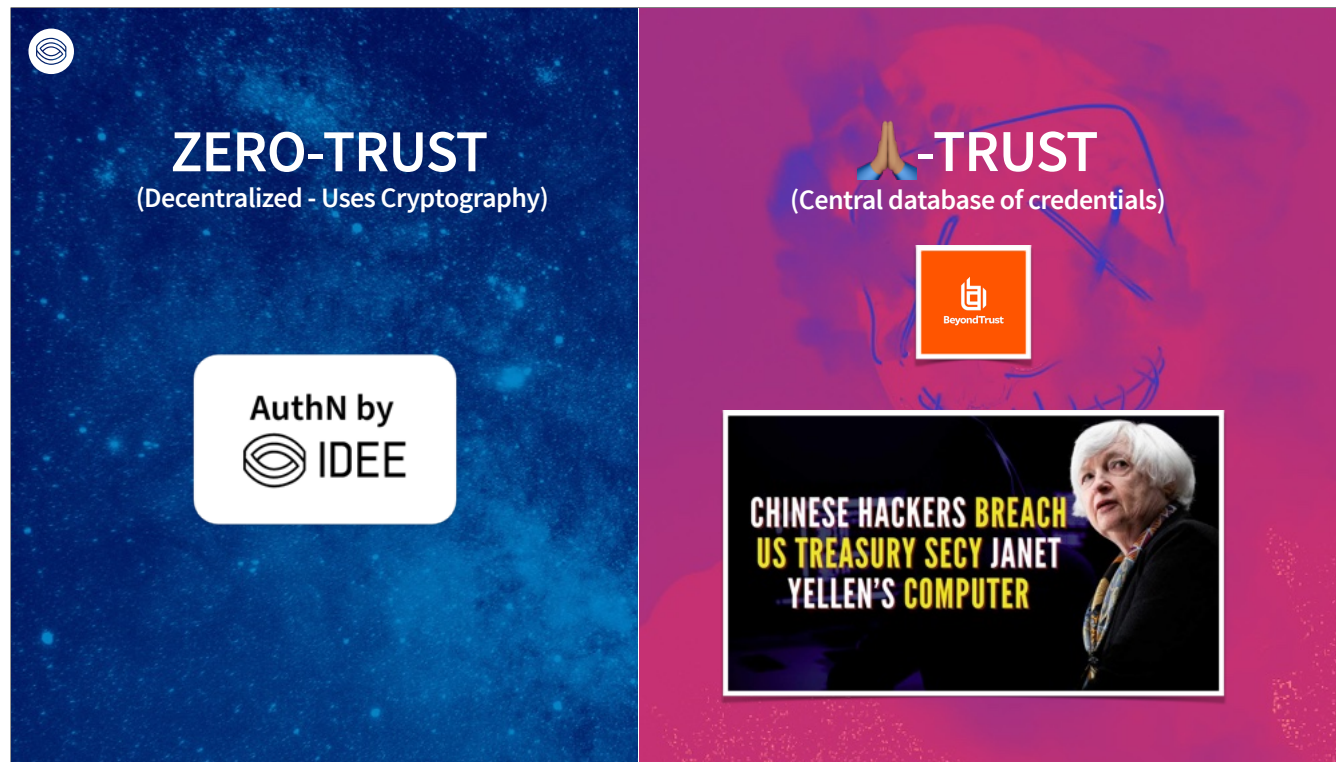 ZERO-TRUST
(Decentralized - Uses Cryptography)
AuthN by
IDEE
🙏🏽-TRUST
(Central database of credentials)
BeyondTrust
CHINESE HACKERS BREACH
US TREASURY SECY JANET
YELLEN'S COMPUTER